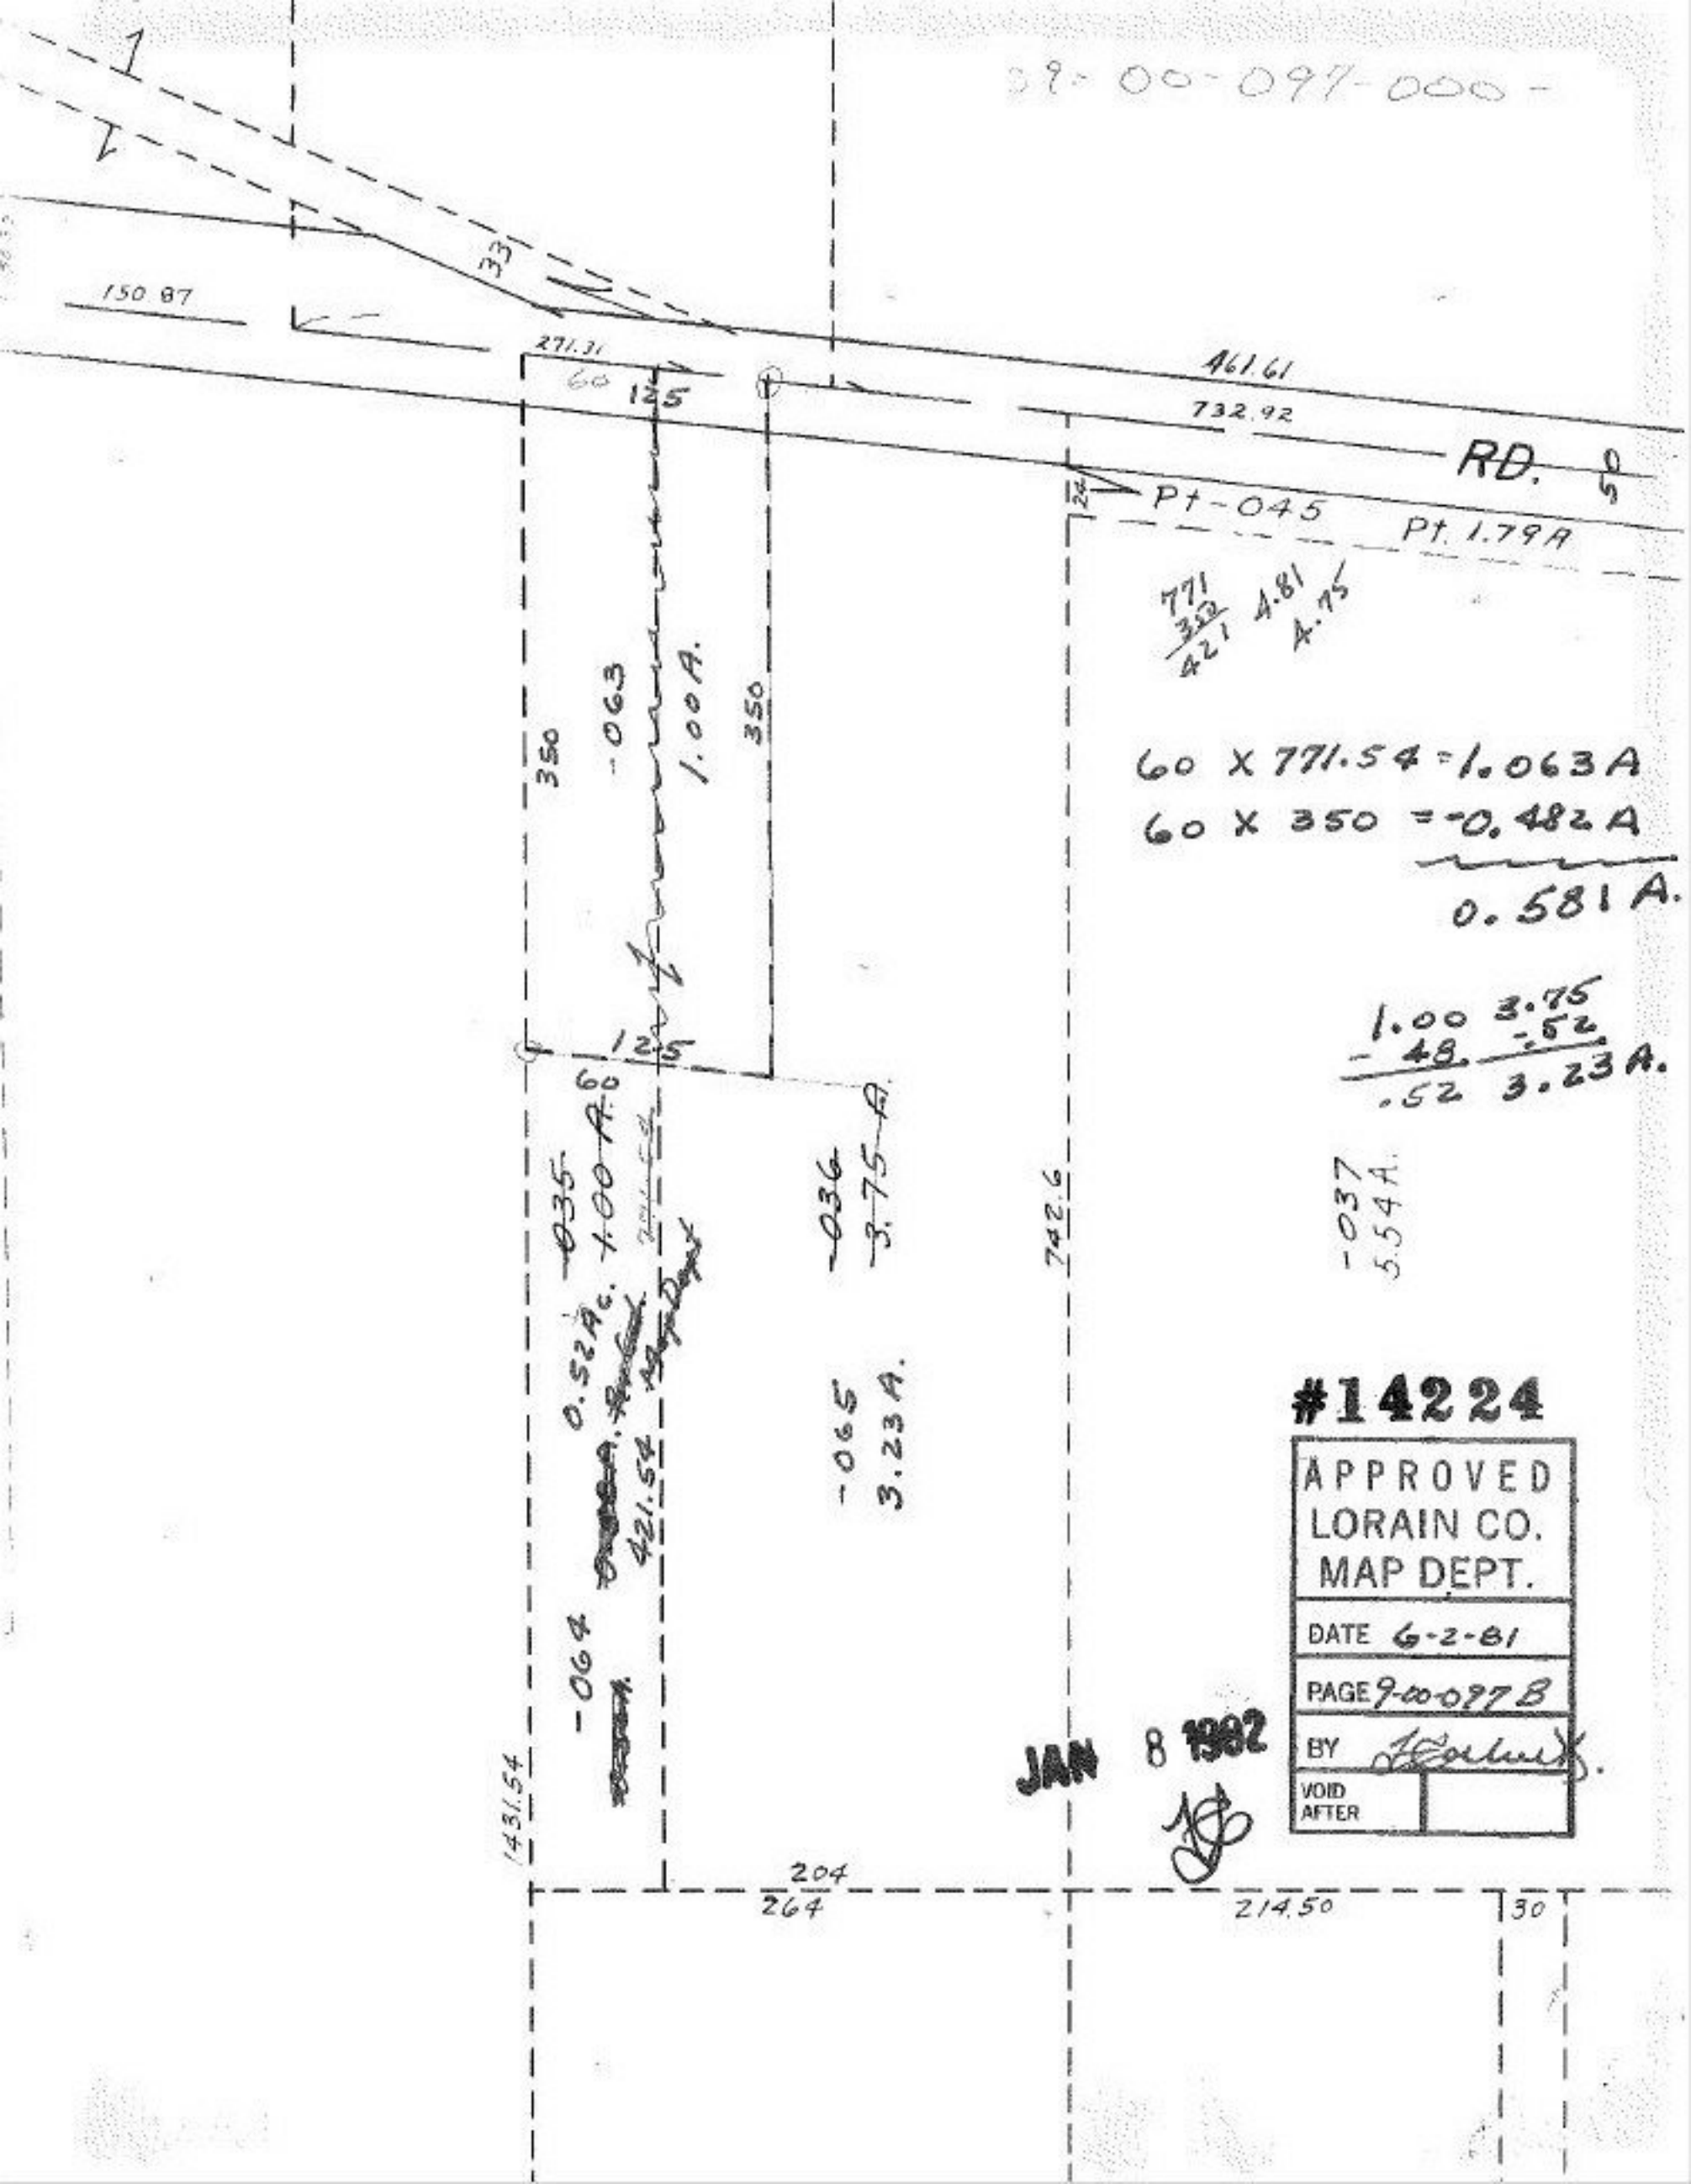 09-00-097-000-
33
150.87
271.31
60
125
461.61
732.92
RD.
50
24
Pt-045
Pt. 1.79A
771
350
421
4.81
4.75
-063
1.00A.
350
350
60 X 771.54 = 1.063A
60 X 350 = -0.482A
0.581A.
1.00
- 48.
.52
3.75
-.52
3.23A.
125
60
-035
1.00A.
0.52Ac.
421.54
Map Dept
-064
-036
3.75 A.
-065
3.23A.
742.6
-037
5.54A.
#14224
APPROVED
LORAIN CO.
MAP DEPT.
DATE 6-2-81
PAGE 9-00-097B
BY
VOID
AFTER
JAN 8 1982
1431.54
204
264
214.50
30